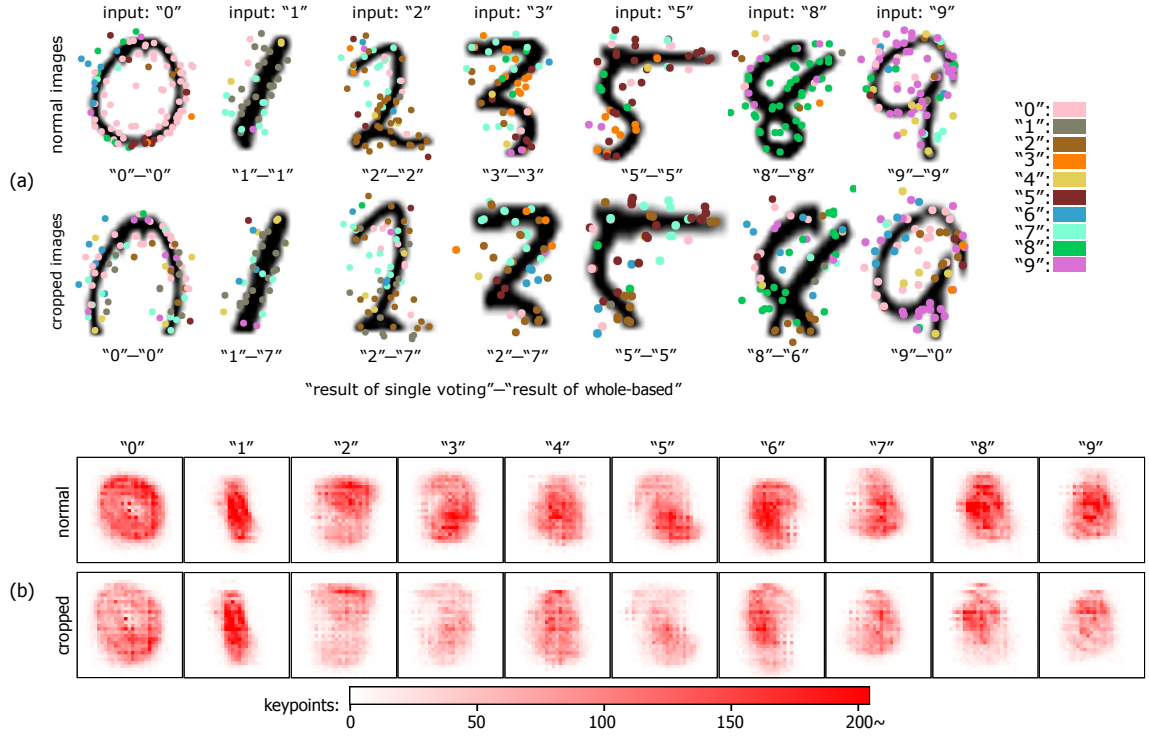 input: “0” input: “1” input: “2” input: “3” input: “5” input: “8” input: “9”
normal images
“0”—“0” “1”—“1” “2”—“2” “3”—“3” “5”—“5” “8”—“8” “9”—“9”
(a)
cropped images
“0”—“0” “1”—“7” “2”—“7” “2”—“7” “5”—“5” “8”—“6” “9”—“0”
“result of single voting”—“result of whole-based”
“0”:
“1”:
“2”:
“3”:
“4”:
“5”:
“6”:
“7”:
“8”:
“9”:
“0” “1” “2” “3” “4” “5” “6” “7” “8” “9”
normal
(b)
cropped
keypoints:
0 50 100 150 200~